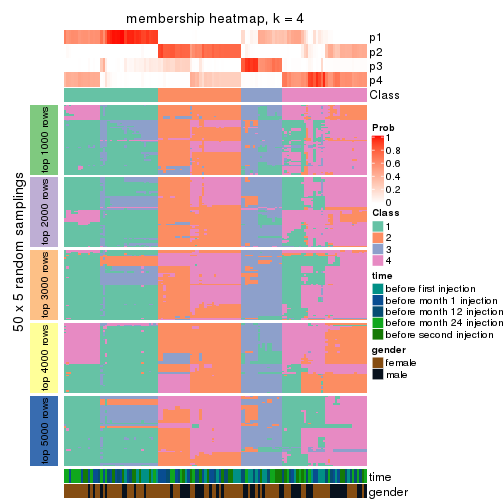 membership heatmap, k = 4
p1
p2
p3
p4
Class
50 x 5 random samplings
top 1000 rows
top 2000 rows
top 3000 rows
top 4000 rows
top 5000 rows
time
gender
Prob
1
0.8
0.6
0.4
0.2
0
Class
1
2
3
4
time
before first injection
before month 1 injection
before month 12 injection
before month 24 injection
before second injection
gender
female
male